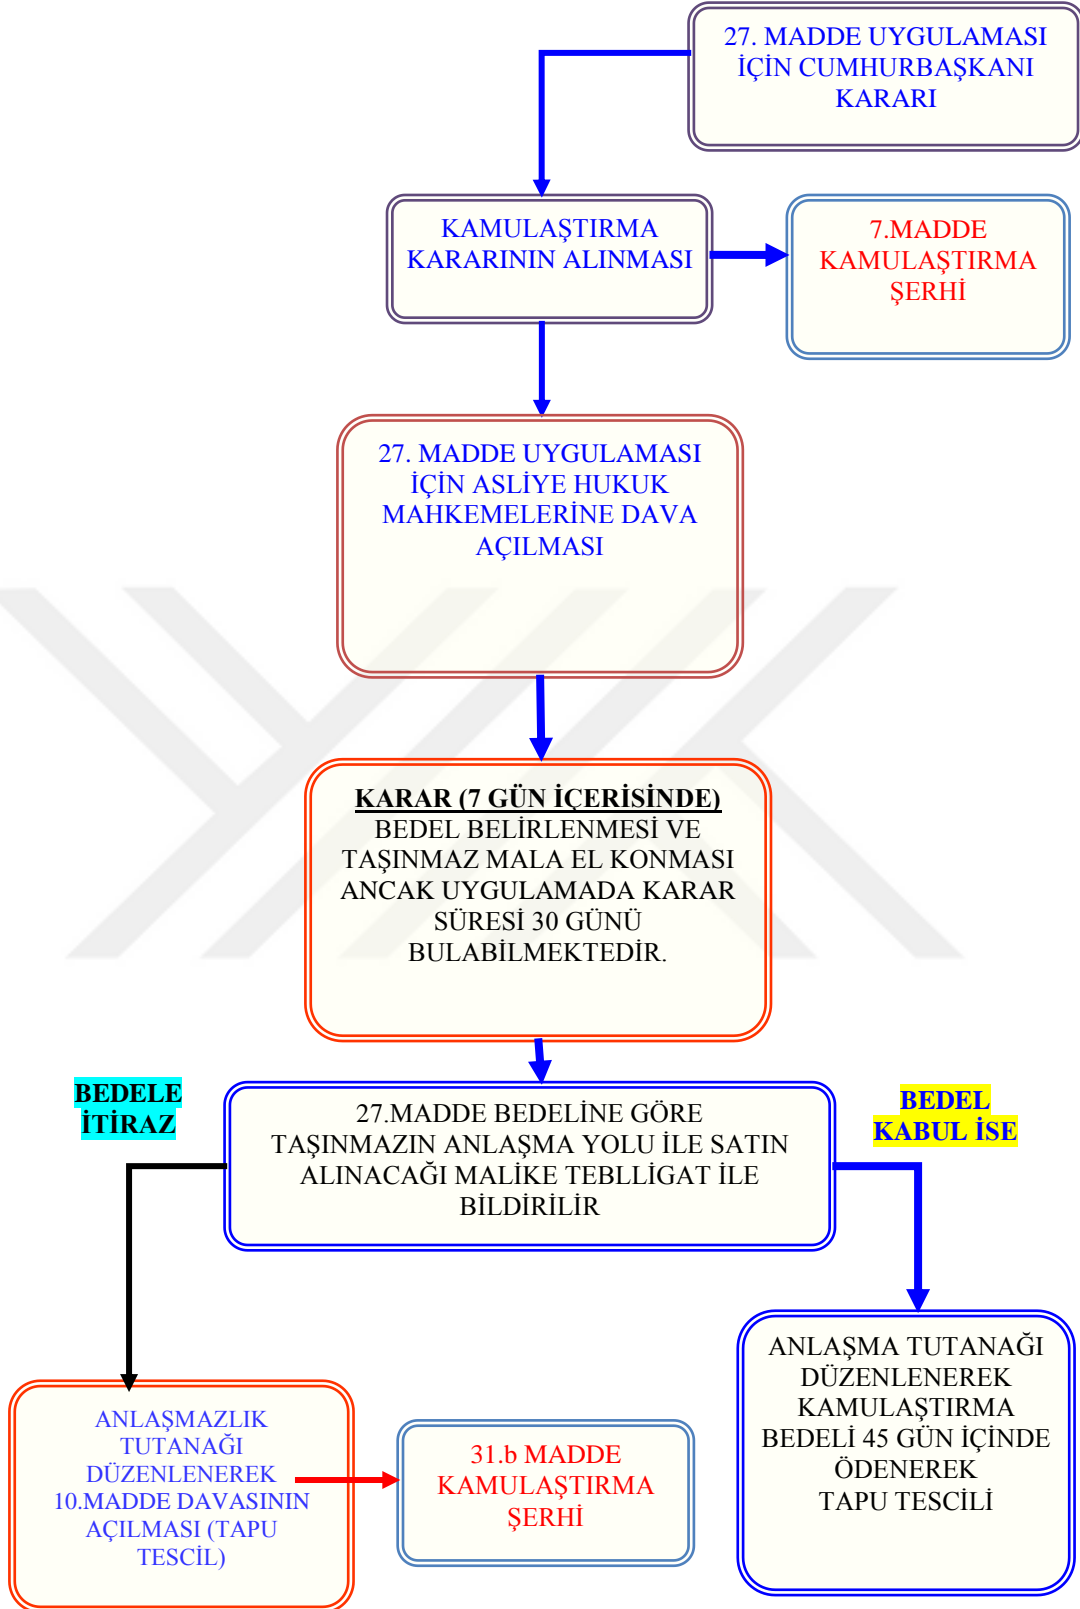 27. MADDE UYGULAMASI
İÇİN CUMHURBAŞKANI
KARARI
KAMULAŞTIRMA
KARARININ ALINMASI
7.MADDE
KAMULAŞTIRMA
ŞERHİ
27. MADDE UYGULAMASI
İÇİN ASLİYE HUKUK
MAHKEMELERİNE DAVA
AÇILMASI
KARAR (7 GÜN İÇERİSİNDE)
BEDEL BELİRLENMESİ VE
TAŞINMAZ MALA EL KONMASI
ANCAK UYGULAMADA KARAR
SÜRESİ 30 GÜNÜ
BULABİLMEKTEDİR.
BEDELE
İTİRAZ
27.MADDE BEDELİNE GÖRE
TAŞINMAZIN ANLAŞMA YOLU İLE SATIN
ALINACAĞI MALİKE TEBLLİGAT İLE
BİLDİRİLİR
BEDEL
KABUL İSE
ANLAŞMAZLIK
TUTANAĞI
DÜZENLENEREK
10.MADDE DAVASININ
AÇILMASI (TAPU
TESCİL)
31.b MADDE
KAMULAŞTIRMA
ŞERHİ
ANLAŞMA TUTANAĞI
DÜZENLENEREK
KAMULAŞTIRMA
BEDELİ 45 GÜN İÇİNDE
ÖDENEREK
TAPU TESCİLİ